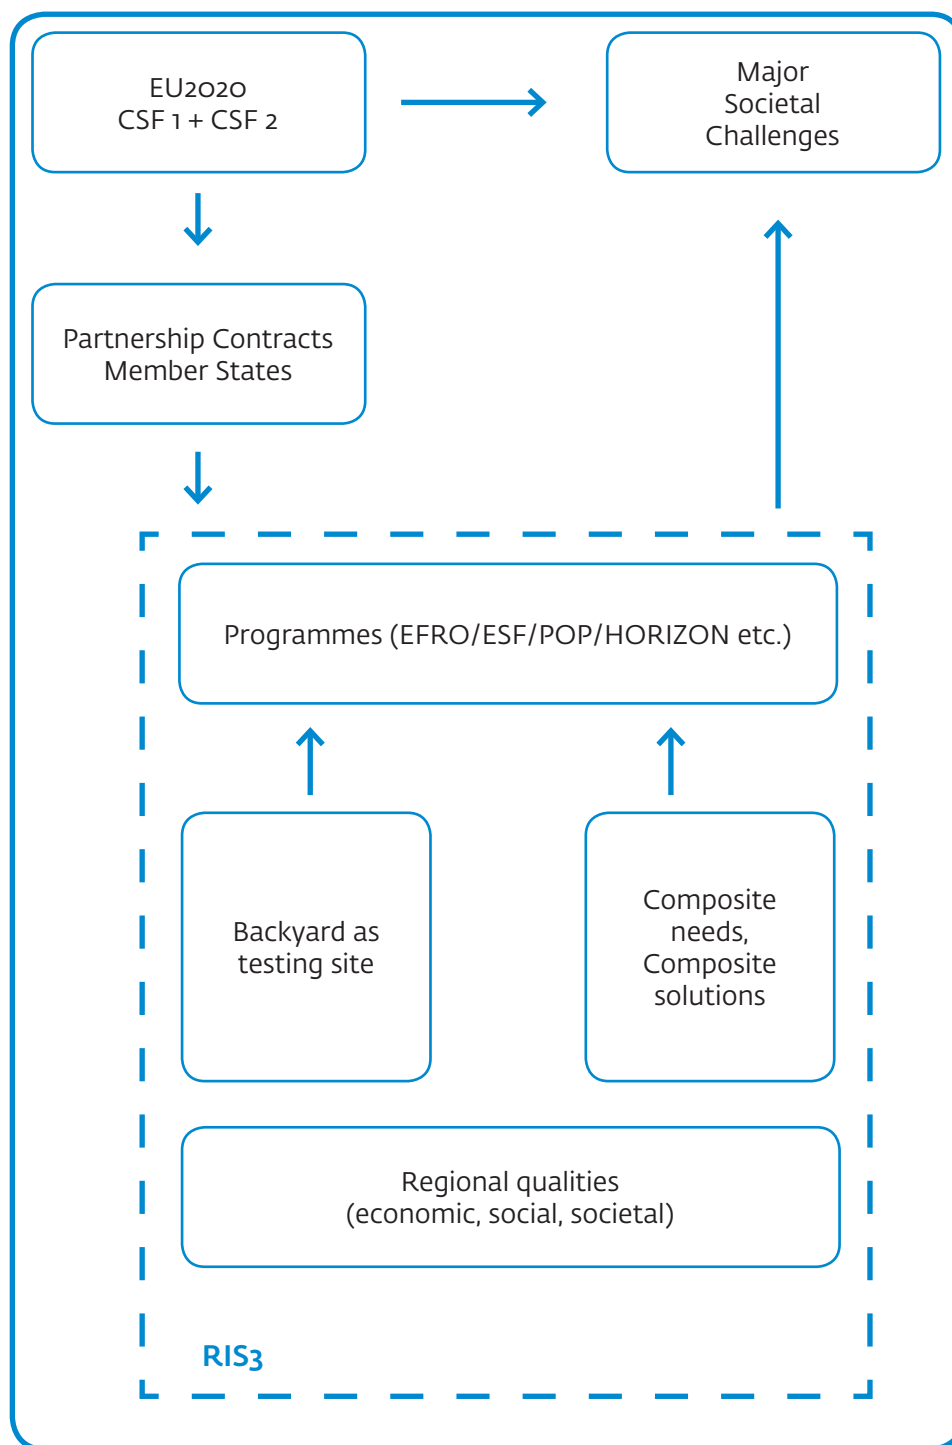 EU2020
CSF 1 + CSF 2
Major
Societal
Challenges
Partnership Contracts
Member States
Programmes (EFRO/ESF/POP/HORIZON etc.)
Backyard as
testing site
Composite
needs,
Composite
solutions
Regional qualities
(economic, social, societal)
RIS3